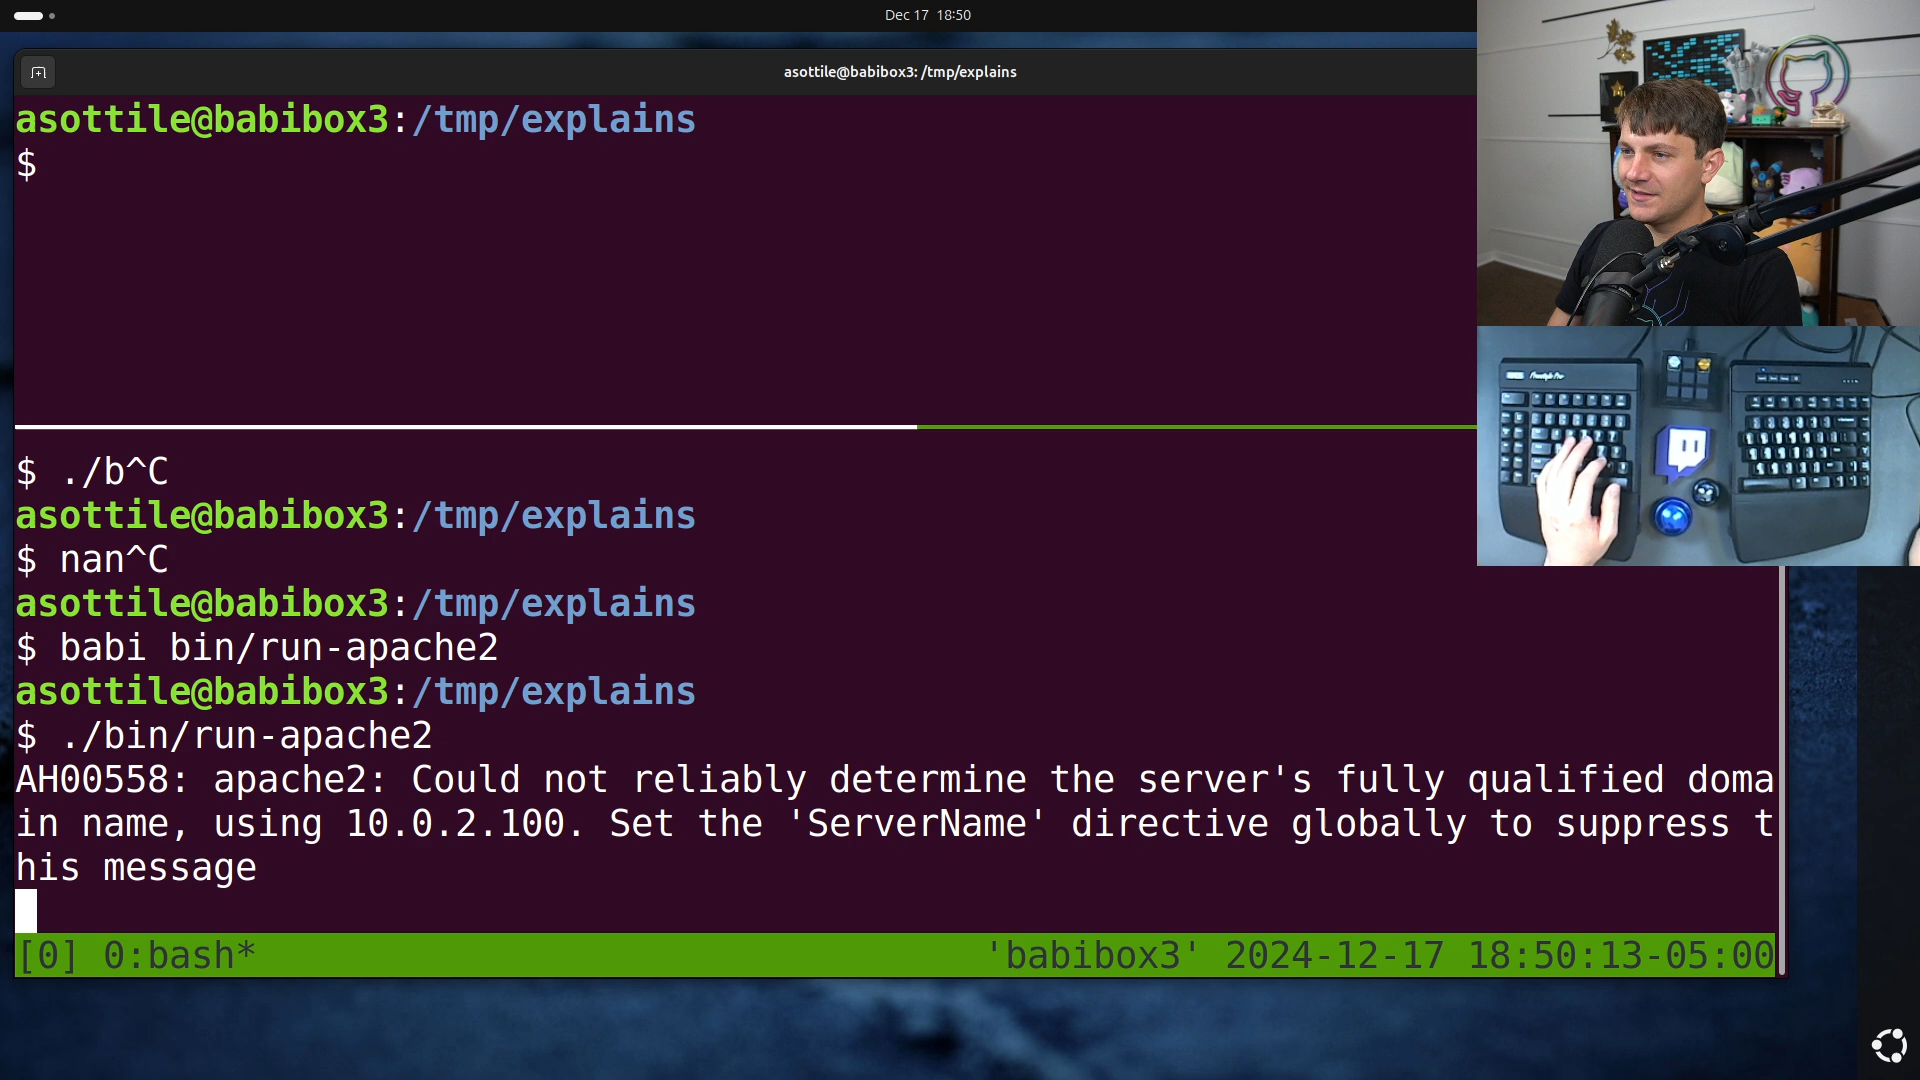 Dec 17 18:50
asottile@babibox3: /tmp/explains
asottile@babibox3:/tmp/explains
$
$ ./b^C
asottile@babibox3:/tmp/explains
$ nan^C
asottile@babibox3:/tmp/explains
$ babi bin/run-apache2
asottile@babibox3:/tmp/explains
$ ./bin/run-apache2
AH00558: apache2: Could not reliably determine the server's fully qualified doma
in name, using 10.0.2.100. Set the 'ServerName' directive globally to suppress t
his message
[0] 0:bash* 'babibox3' 2024-12-17 18:50:13-05:00